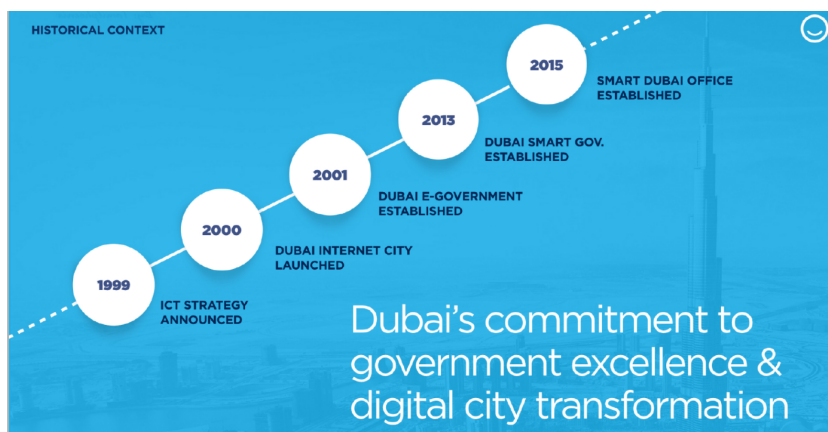 HISTORICAL CONTEXT
2015
SMART DUBAI OFFICE
ESTABLISHED
2013
DUBAI SMART GOV.
ESTABLISHED
2001
DUBAI E-GOVERNMENT
ESTABLISHED
2000
DUBAI INTERNET CITY
LAUNCHED
1999
ICT STRATEGY
ANNOUNCED
Dubai's commitment to
government excellence &
digital city transformation